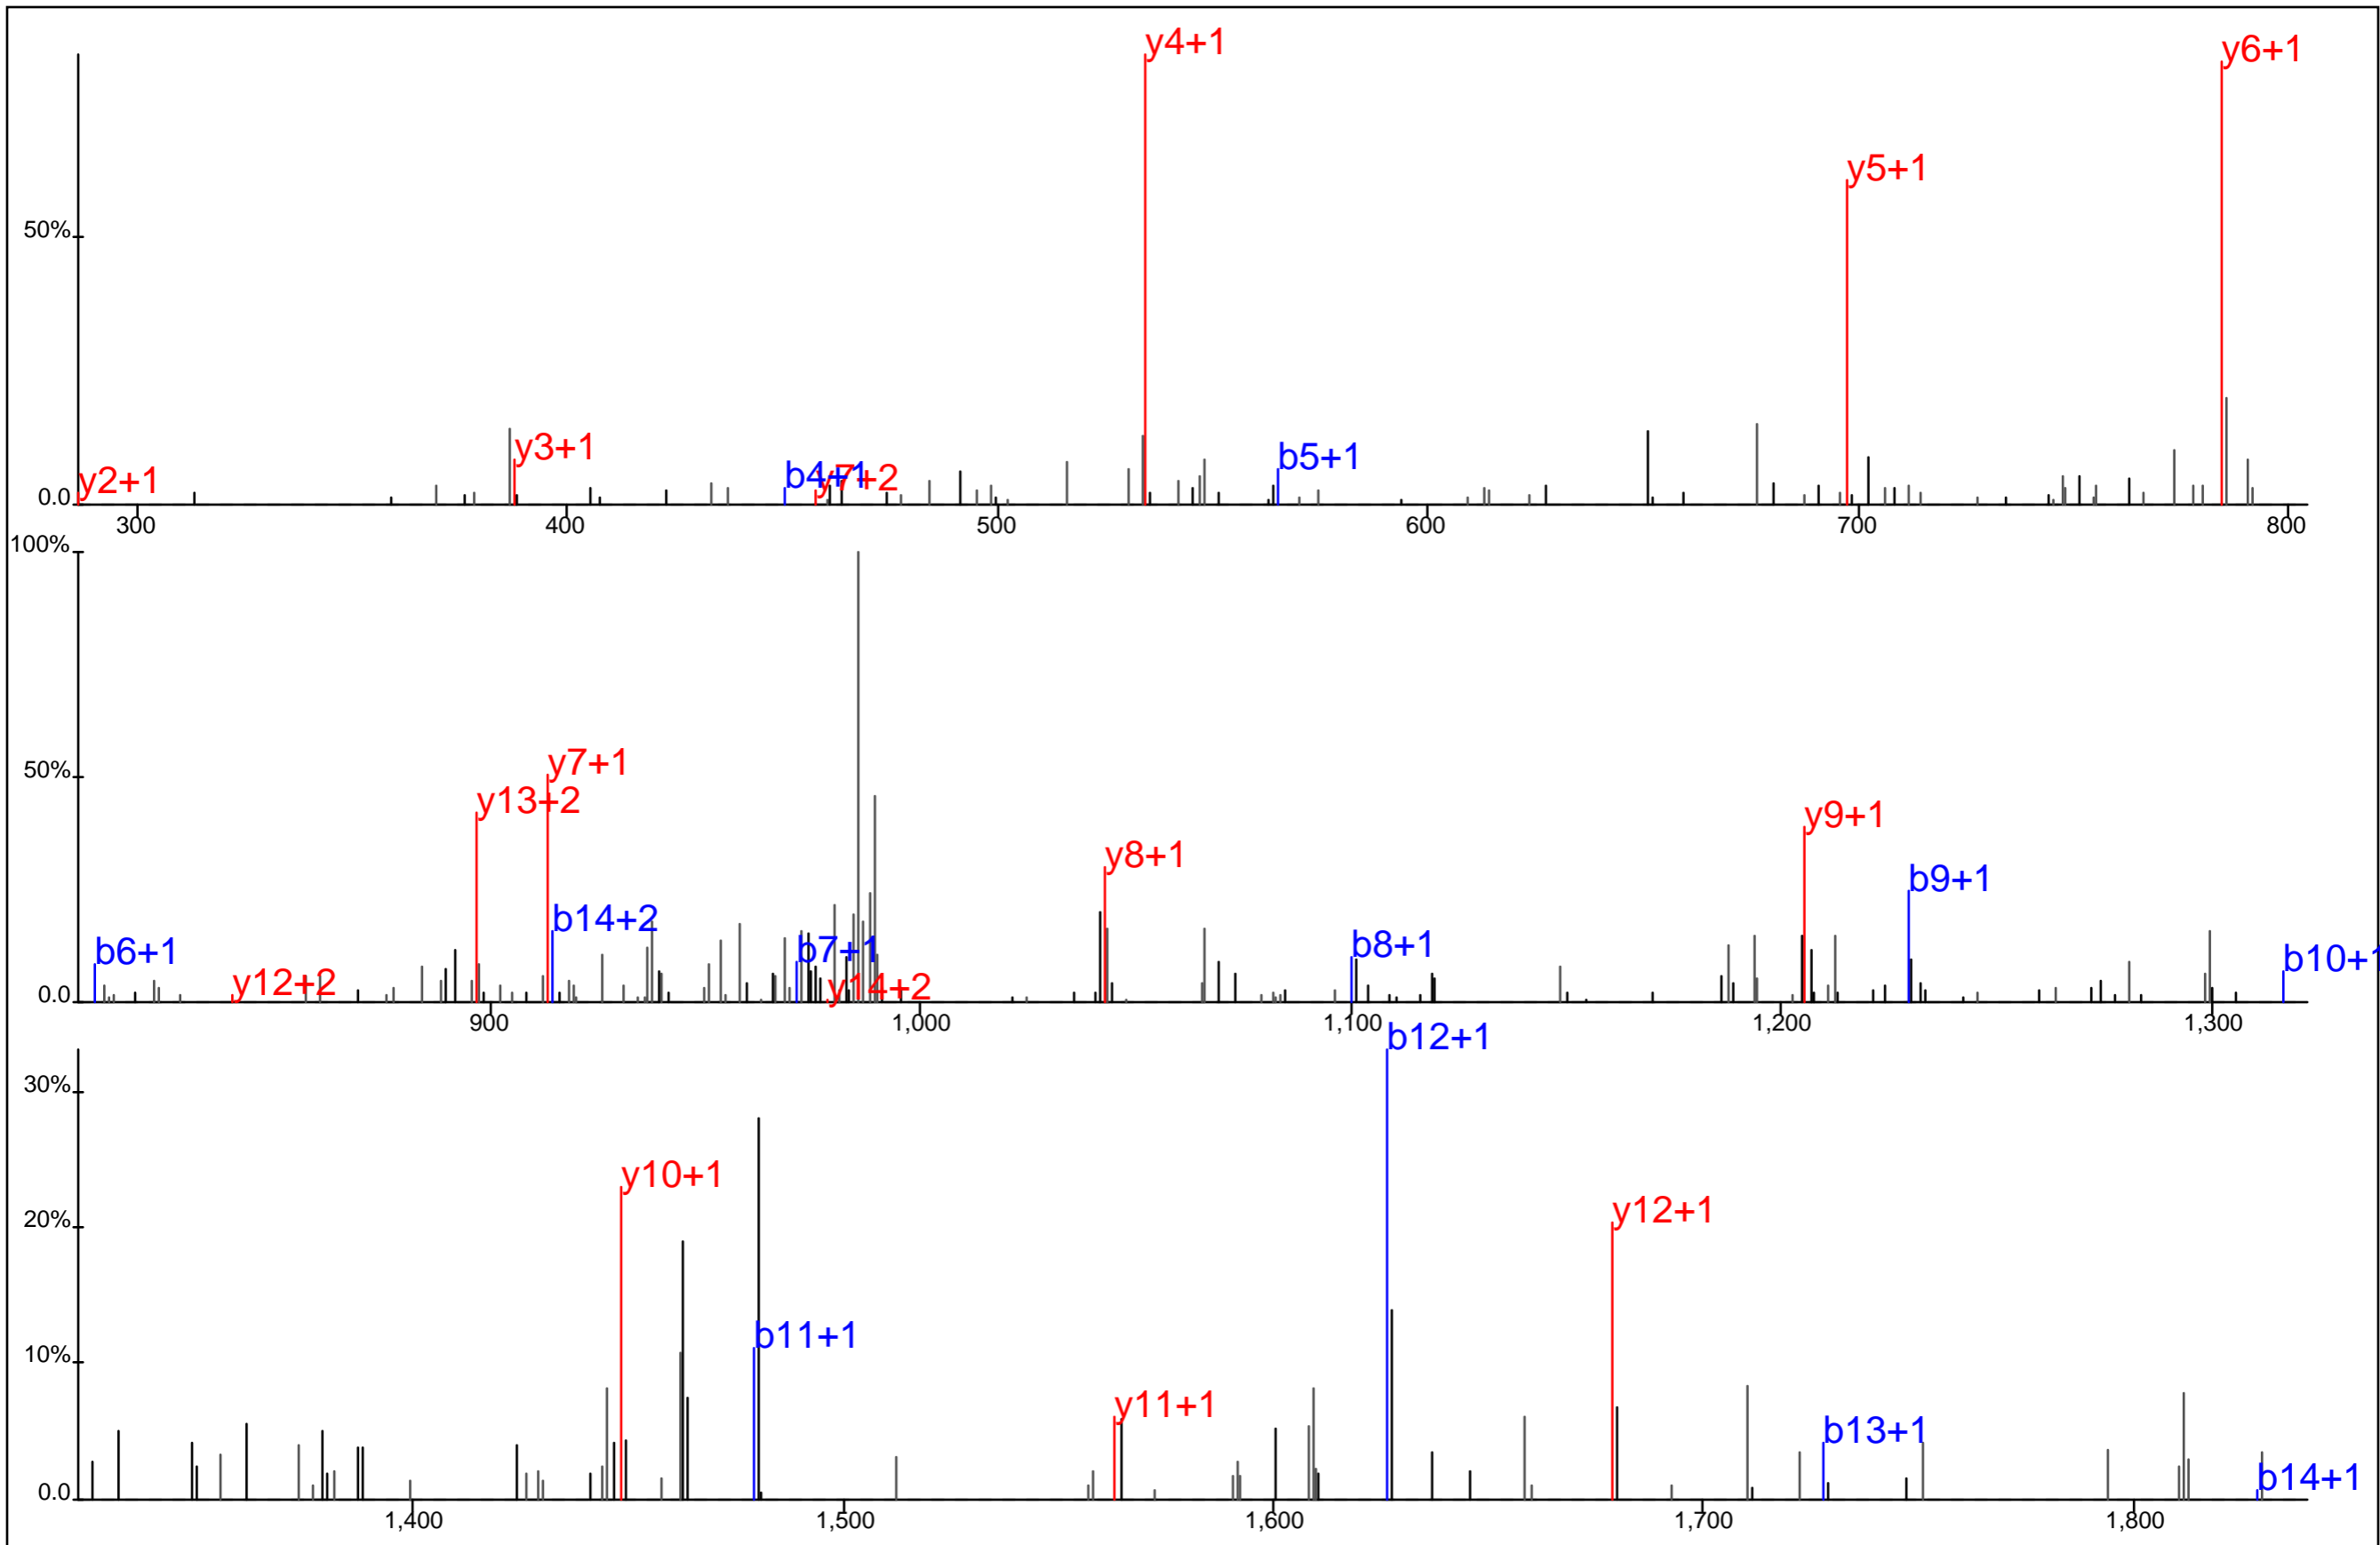 y4+1
y6+1
y5+1
50%
y3+1
b5+1
y2+1
b4+1
y7+2
0.0
300
400
500
600
700
800
100%
50%
y7+1
y13+2
y8+1
y9+1
b9+1
b14+2
b6+1
b7+1
b8+1
b10+1
y12+2
y14+2
0.0
900
1,000
1,100
1,200
1,300
b12+1
30%
y10+1
20%
y12+1
10%
b11+1
y11+1
b13+1
b14+1
0.0
1,400
1,500
1,600
1,700
1,800